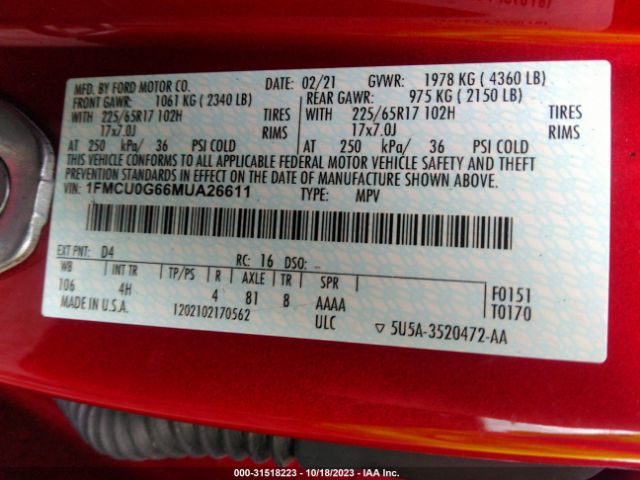 MFD. BY FORD MOTOR CO. DATE: 02/21 GVWR: 1978 KG ( 4360 LB)
FRONT GAWR: 1061 KG ( 2340 LB) REAR GAWR: 975 KG ( 2150 LB)
WITH 225/65R17 102H TIRES WITH 225/65R17 102H TIRES
17x7.0J RIMS 17x7.0J RIMS
AT 250 kPa/ 36 PSI COLD AT 250 kPa/ 36 PSI COLD
THIS VEHICLE CONFORMS TO ALL APPLICABLE FEDERAL MOTOR VEHICLE SAFETY AND THEFT
PREVENTION STANDARDS IN EFFECT ON THE DATE OF MANUFACTURE SHOWN ABOVE.
VIN: 1FMCU0G66MUA26611 TYPE: MPV
EXT PNT: D4 RC: 16 DSO:
WB INT TR TP/PS R AXLE TR SPR
106 4H 4 81 8 AAAA F0151
MADE IN U.S.A. 1202102170562 ULC T0170
▽ 5U5A-3520472-AA
000-31518223 - 10/18/2023 - IAA Inc.